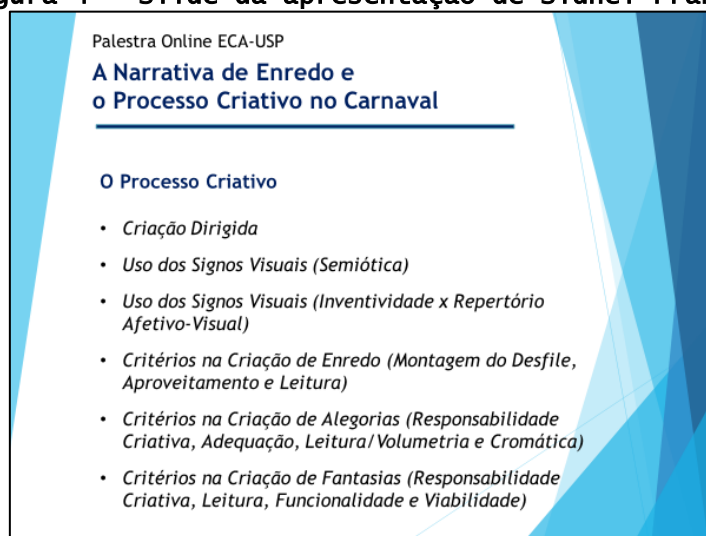 Palestra Online ECA-USP
A Narrativa de Enredo e
o Processo Criativo no Carnaval
O Processo Criativo
• Criação Dirigida
• Uso dos Signos Visuais (Semiótica)
• Uso dos Signos Visuais (Inventividade x Repertório
Afetivo-Visual)
• Critérios na Criação de Enredo (Montagem do Desfile,
Aproveitamento e Leitura)
• Critérios na Criação de Alegorias (Responsabilidade
Criativa, Adequação, Leitura/Volumetria e Cromática)
• Critérios na Criação de Fantasias (Responsabilidade
Criativa, Leitura, Funcionalidade e Viabilidade)